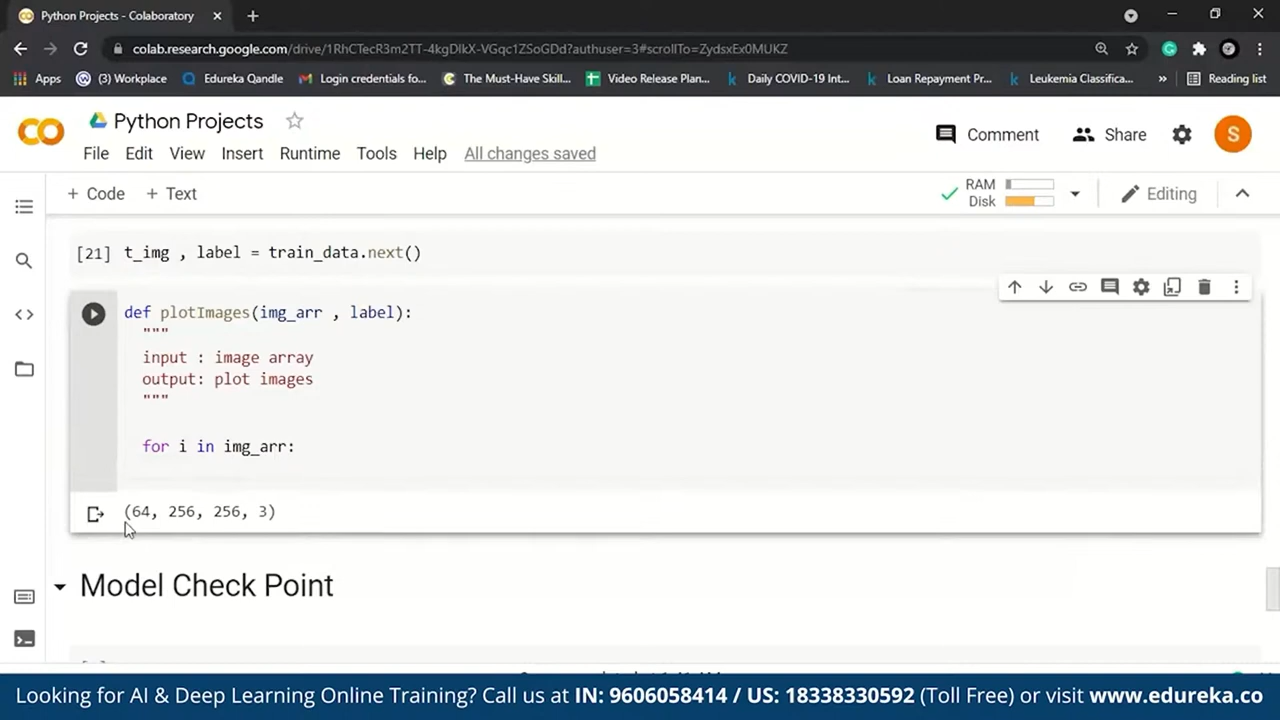 Python Projects - Colaboratory
colab.research.google.com/drive/1RhCTecR3m2TT-4kgDlkX-VGqc1ZSoGDd?authuser=3#scrollTo=ZydsxEx0MUKZ
Apps (3) Workplace Edureka Qandle Login credentials fo... The Must-Have Skil... Video Release Plan... Daily COVID-19 Int... Loan Repayment Pr... Leukemia Classifica... » Reading list
Python Projects
Comment Share S
File Edit View Insert Runtime Tools Help All changes saved
+ Code + Text RAM Disk Editing
[21] t_img , label = train_data.next()
def plotImages(img_arr , label):
"""
input : image array
output: plot images
"""
for i in img_arr:
(64, 256, 256, 3)
Model Check Point
Looking for AI & Deep Learning Online Training? Call us at IN: 9606058414 / US: 18338330592 (Toll Free) or visit www.edureka.co